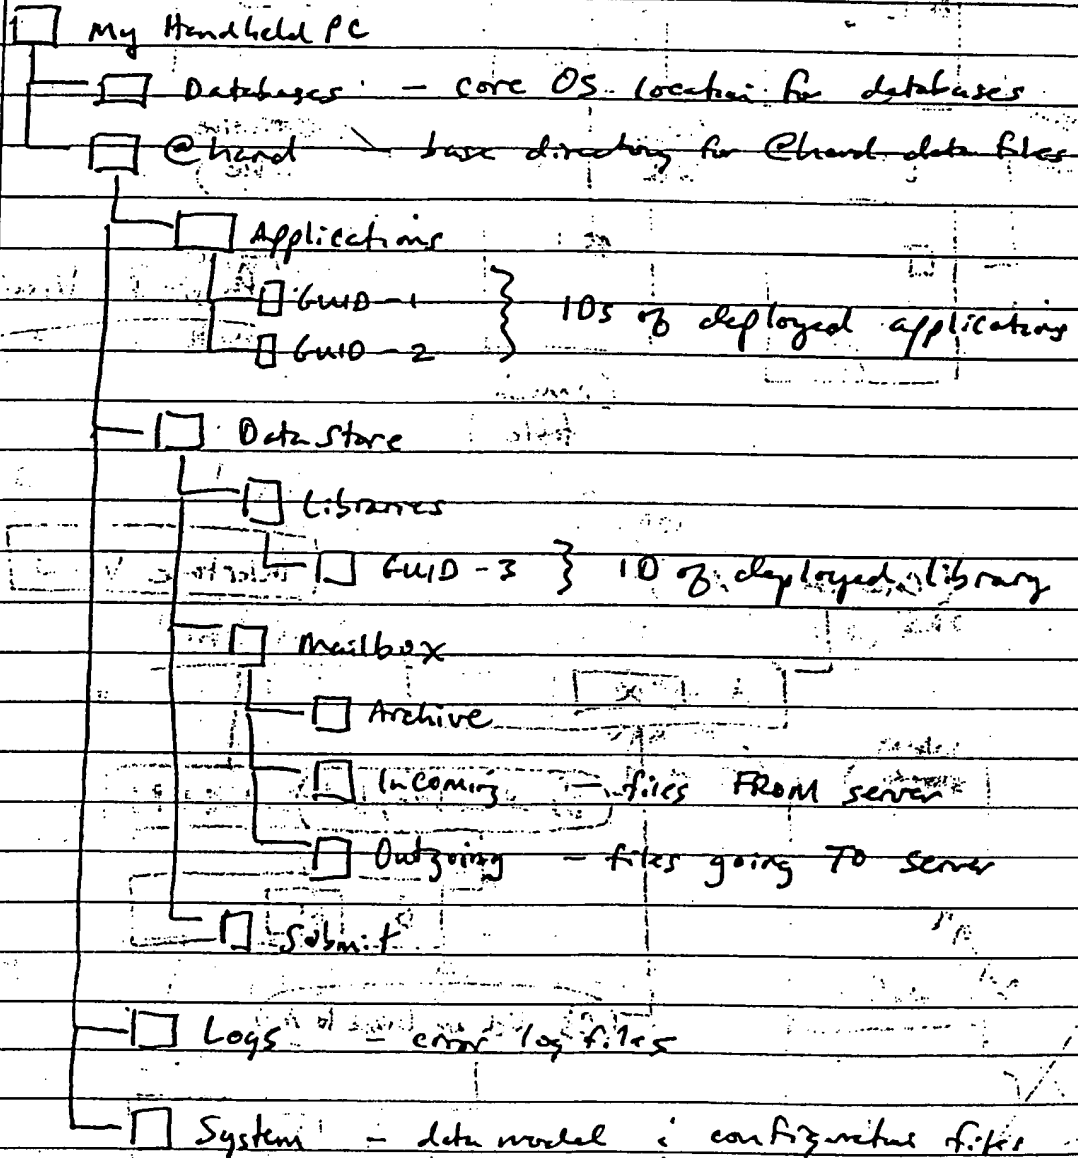 My Handheld PC
Databases - core OS location for databases
@hand - base directory for @hand data files
Applications
GUID-1 } IDs of deployed applications
GUID-2
Data Store
Libraries
GUID-3 } ID of deployed library
Mailbox
Archive
Incoming - files FROM server
Outgoing - files going TO server
Submit
Logs - error log files
System - data model & configuration files